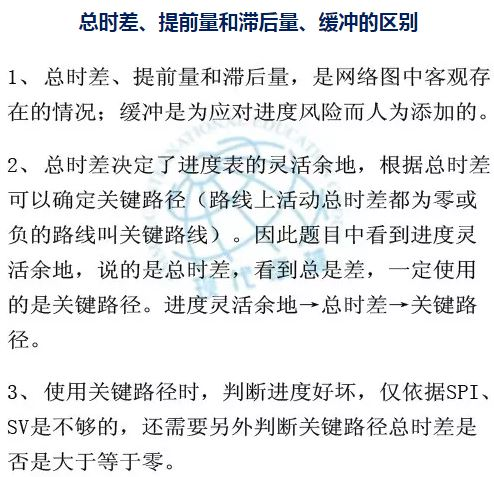 总时差、提前量和滞后量、缓冲的区别
1、总时差、提前量和滞后量，是网络图中客观存
在的情况；缓冲是为应对进度风险而人为添加的。
2、总时差决定了进度表的灵活余地，根据总时差
可以确定关键路径（路线上活动总时差都为零或
负的路线叫关键路线）。因此题目中看到进度灵
活余地，说的是总时差，看到总是差，一定使用
的是关键路径。进度灵活余地→总时差→关键路
径。
3、使用关键路径时，判断进度好坏，仅依据SPI、
SV是不够的，还需要另外判断关键路径总时差是
否是大于等于零。